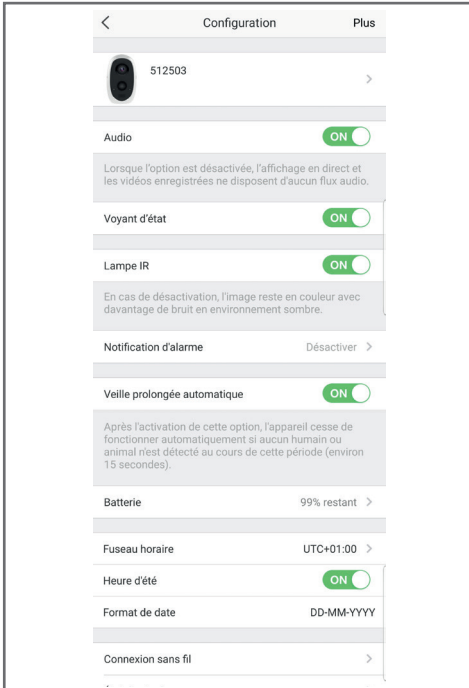 Configuration Plus
512503
Audio ON
Lorsque l'option est désactivée, l'affichage en direct et
les vidéos enregistrées ne disposent d'aucun flux audio.
Voyant d'état ON
Lampe IR ON
En cas de désactivation, l'image reste en couleur avec
davantage de bruit en environnement sombre.
Notification d'alarme Désactiver
Veille prolongée automatique ON
Après l'activation de cette option, l'appareil cesse de
fonctionner automatiquement si aucun humain ou
animal n'est détecté au cours de cette période (environ
15 secondes).
Batterie 99% restant
Fuseau horaire UTC+01:00
Heure d'été ON
Format de date DD-MM-YYYY
Connexion sans fil